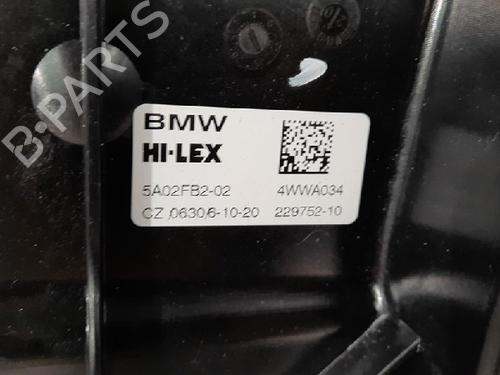 B-PARTS
BMW
HI-LEX
5A02FB2-02 4WWA034
CZ 06306-10-20 229752-10